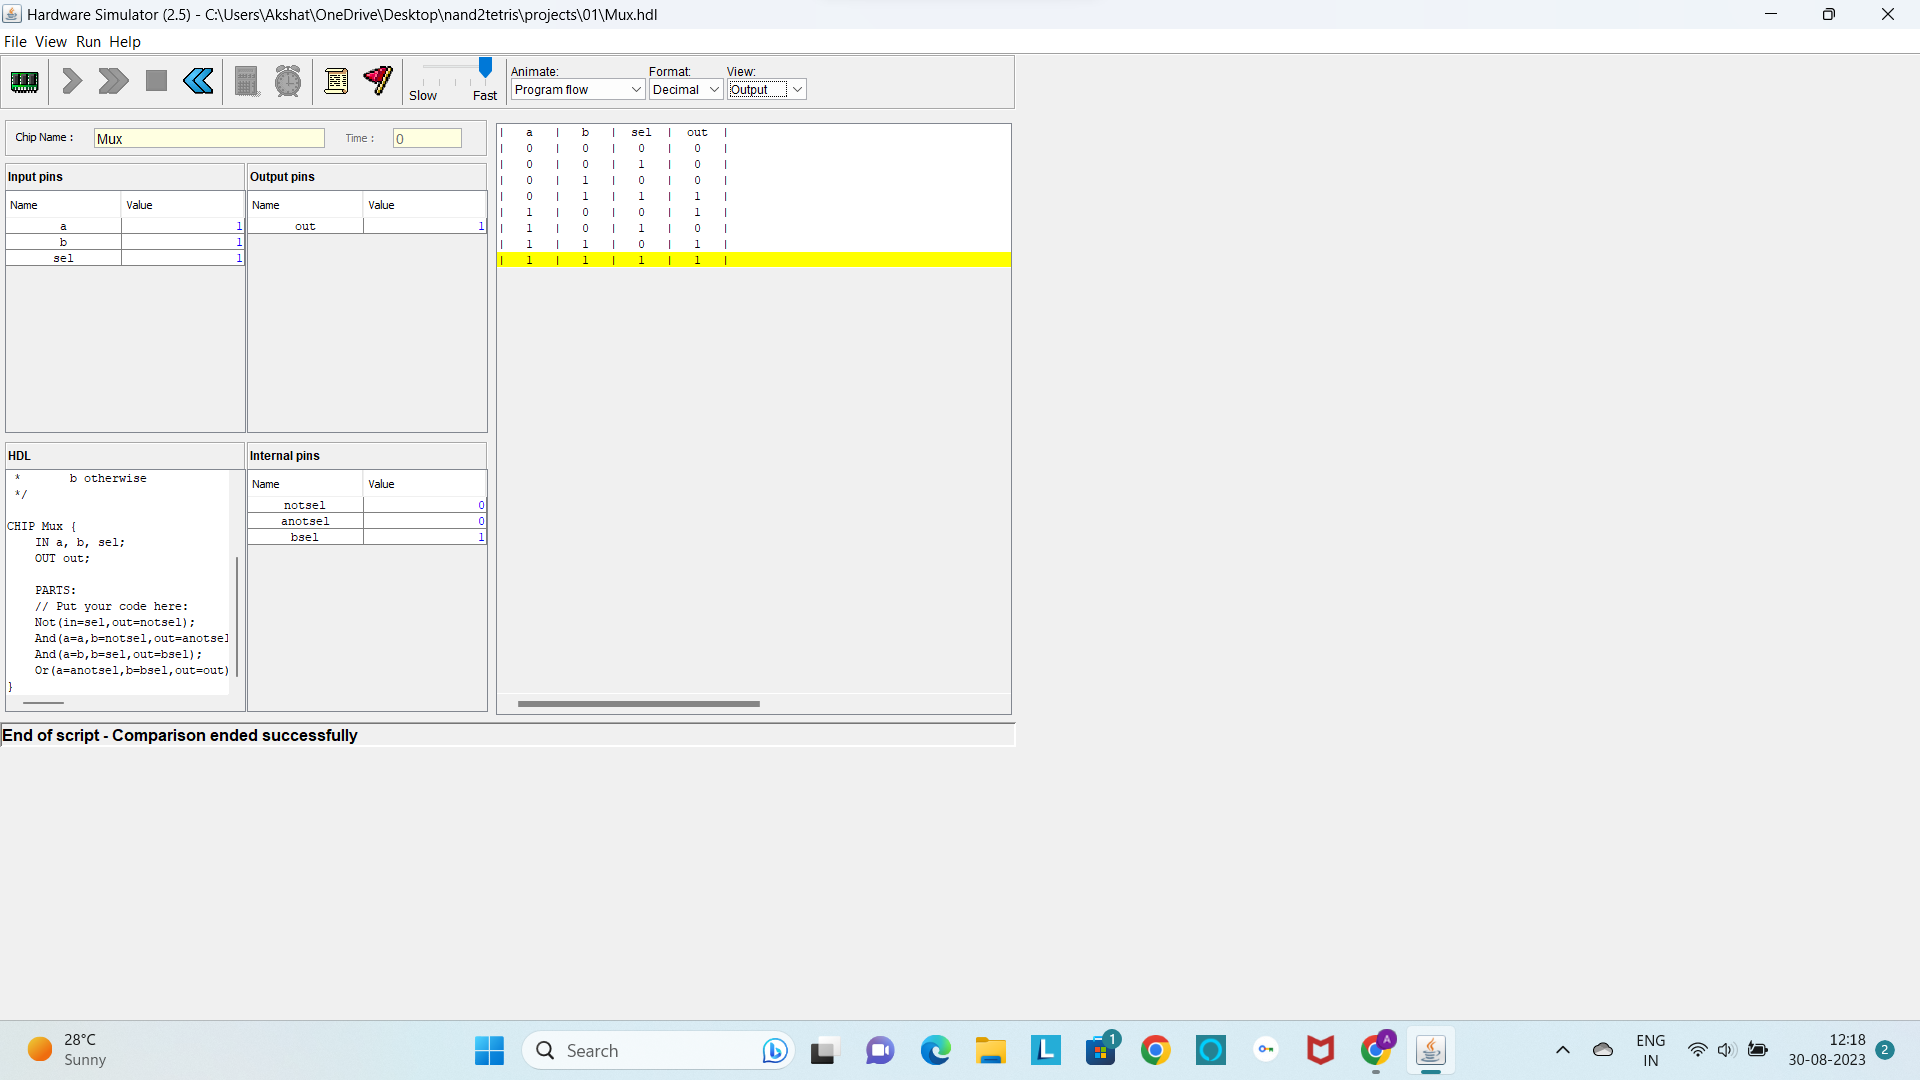 Hardware Simulator (2.5) - C:\Users\Akshat\OneDrive\Desktop\nand2tetris\projects\01\Mux.hdl
File View Run Help
Slow Fast
Animate: Format: View:
Program flow Decimal Output
Chip Name : Mux Time : 0
Input pins
Name Value
a 1
b 1
sel 1
Output pins
Name Value
out 1
| a | b | sel | out |
| 0 | 0 | 0 | 0 |
| 0 | 0 | 1 | 0 |
| 0 | 1 | 0 | 0 |
| 0 | 1 | 1 | 1 |
| 1 | 0 | 0 | 1 |
| 1 | 0 | 1 | 0 |
| 1 | 1 | 0 | 1 |
| 1 | 1 | 1 | 1 |
HDL
* b otherwise
*/
CHIP Mux {
IN a, b, sel;
OUT out;
PARTS:
// Put your code here:
Not(in=sel,out=notsel);
And(a=a,b=notsel,out=anotsel
And(a=b,b=sel,out=bsel);
Or(a=anotsel,b=bsel,out=out)
}
Internal pins
Name Value
notsel 0
anotsel 0
bsel 1
End of script - Comparison ended successfully
28°C
Sunny
Search
1
A
ENG
IN
12:18
30-08-2023
2